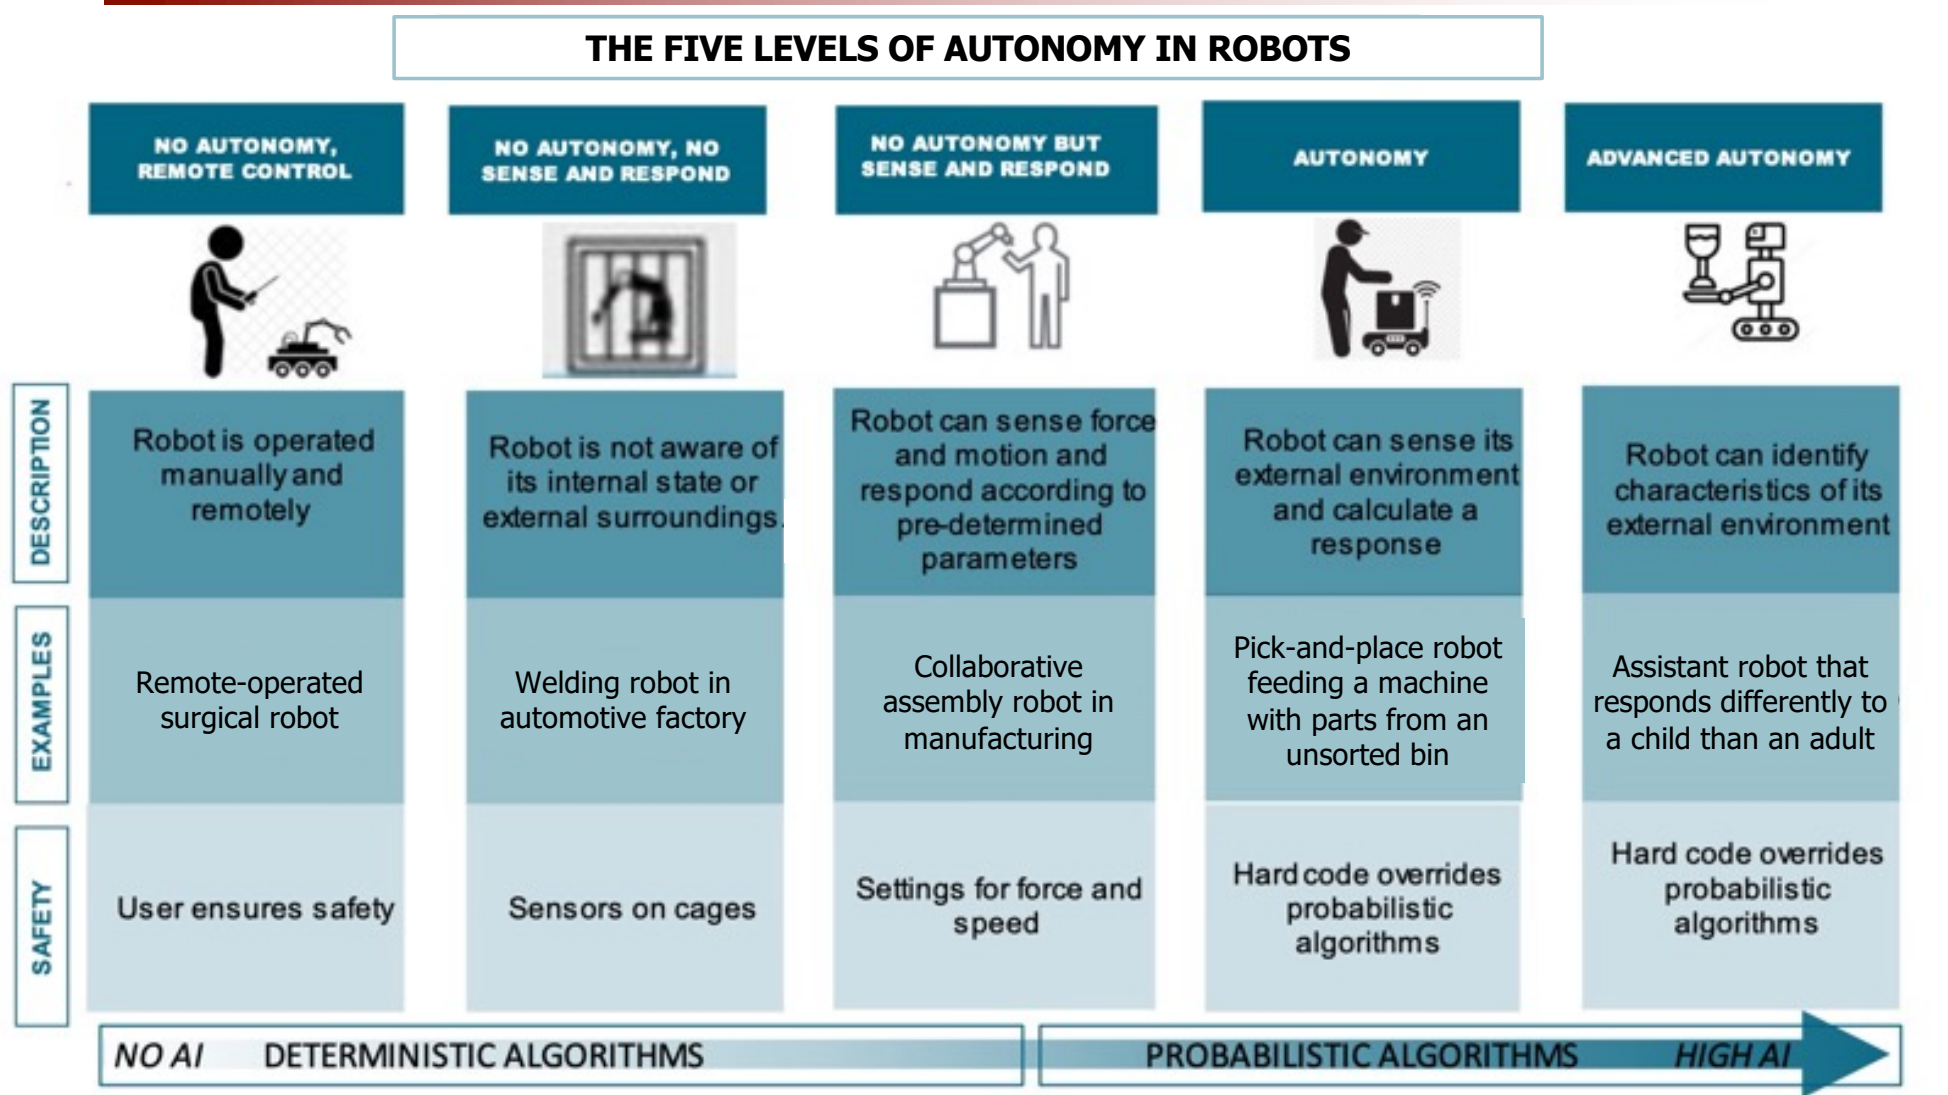 THE FIVE LEVELS OF AUTONOMY IN ROBOTS
NO AUTONOMY,
REMOTE CONTROL
NO AUTONOMY, NO
SENSE AND RESPOND
NO AUTONOMY BUT
SENSE AND RESPOND
AUTONOMY
ADVANCED AUTONOMY
DESCRIPTION
Robot is operated
manually and
remotely
Robot is not aware of
its internal state or
external surroundings.
Robot can sense force
and motion and
respond according to
pre-determined
parameters
Robot can sense its
external environment
and calculate a
response
Robot can identify
characteristics of its
external environment
EXAMPLES
Remote-operated
surgical robot
Welding robot in
automotive factory
Collaborative
assembly robot in
manufacturing
Pick-and-place robot
feeding a machine
with parts from an
unsorted bin
Assistant robot that
responds differently to
a child than an adult
SAFETY
User ensures safety
Sensors on cages
Settings for force and
speed
Hard code overrides
probabilistic
algorithms
Hard code overrides
probabilistic
algorithms
NO AI DETERMINISTIC ALGORITHMS
PROBABILISTIC ALGORITHMS HIGH AI